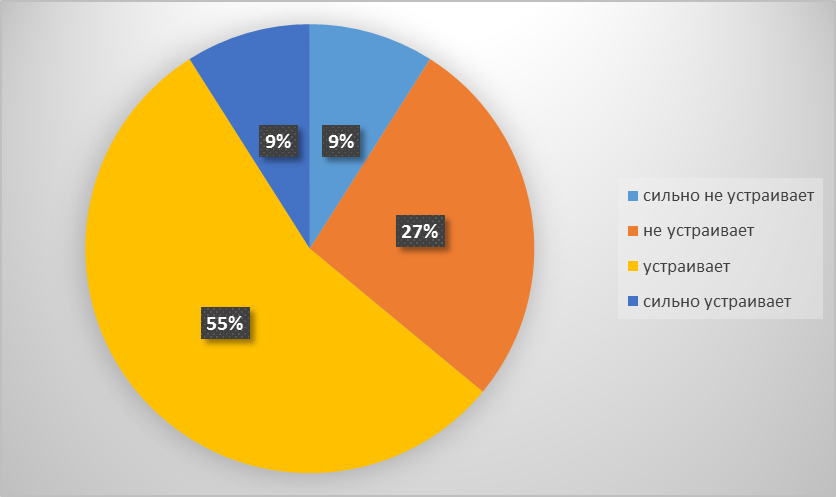 9%
9%
27%
55%
сильно не устраивает
не устраивает
устраивает
сильно устраивает